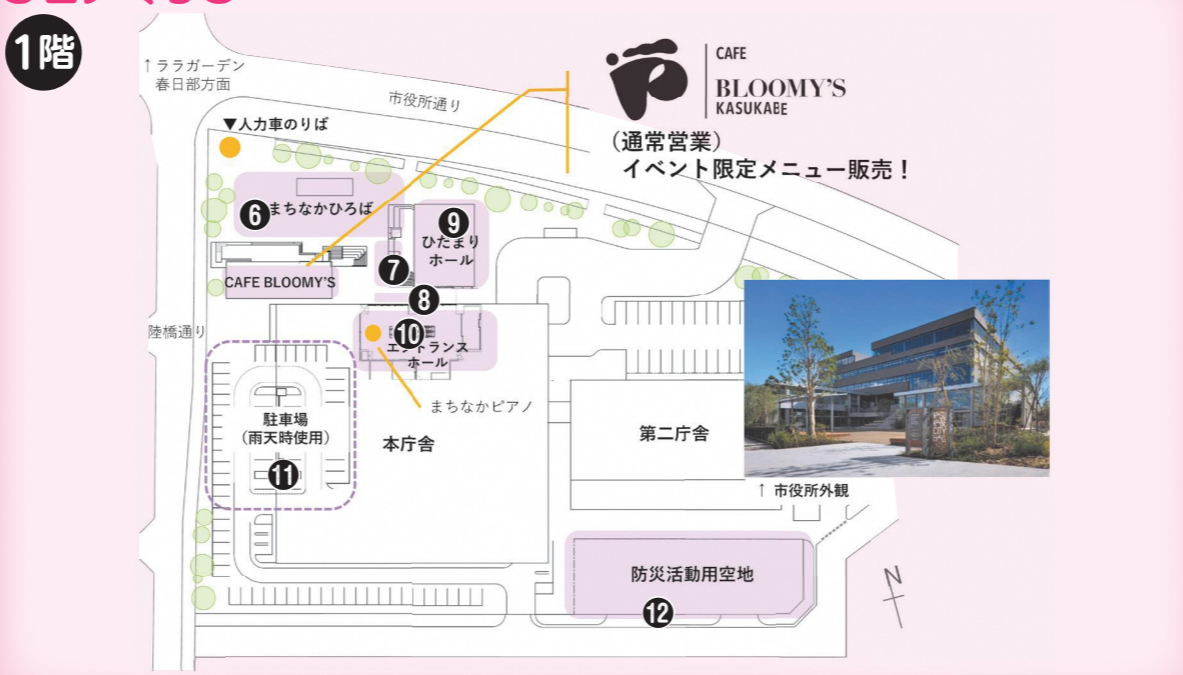 1階
↑ララガーデン
春日部方面
市役所通り
CAFE
BLOOMY'S
KASUKABE
(通常営業)
イベント限定メニュー販売！
▼人力車のりば
6 まちなかひろば
9
ひだまり
ホール
7
CAFE BLOOMY'S
8
陸橋通り
10
エントランス
ホール
まちなかピアノ
駐車場
(雨天時使用)
11
本庁舎
第二庁舎
↑ 市役所外観
防災活動用空地
12
N